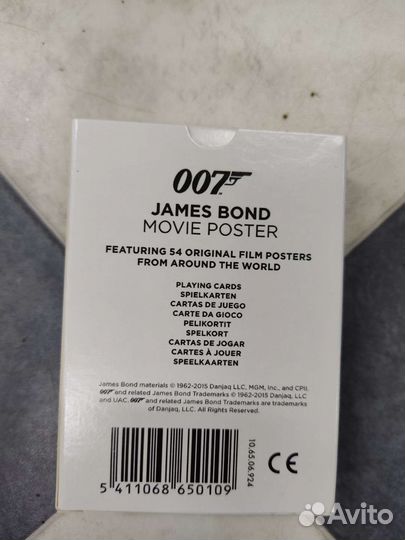 007
JAMES BOND
MOVIE POSTER
FEATURING 54 ORIGINAL FILM POSTERS
FROM AROUND THE WORLD
PLAYING CARDS
SPIELKARTEN
CARTAS DE JUEGO
CARTE DA GIOCO
PELIKORTIT
SPELKORT
CARTAS DE JOGAR
CARTES À JOUER
SPEELKAARTEN
James Bond materials © 1962-2015 Danjaq, LLC, MGM, Inc., and CPII.
007 and related James Bond Trademarks © 1962-2015 Danjaq, LLC
and UAC. 007 and related James Bond Trademarks are trademarks
of Danjaq, LLC. All Rights Reserved.
10.65.06.924
CE
5 411068 650109
Avito